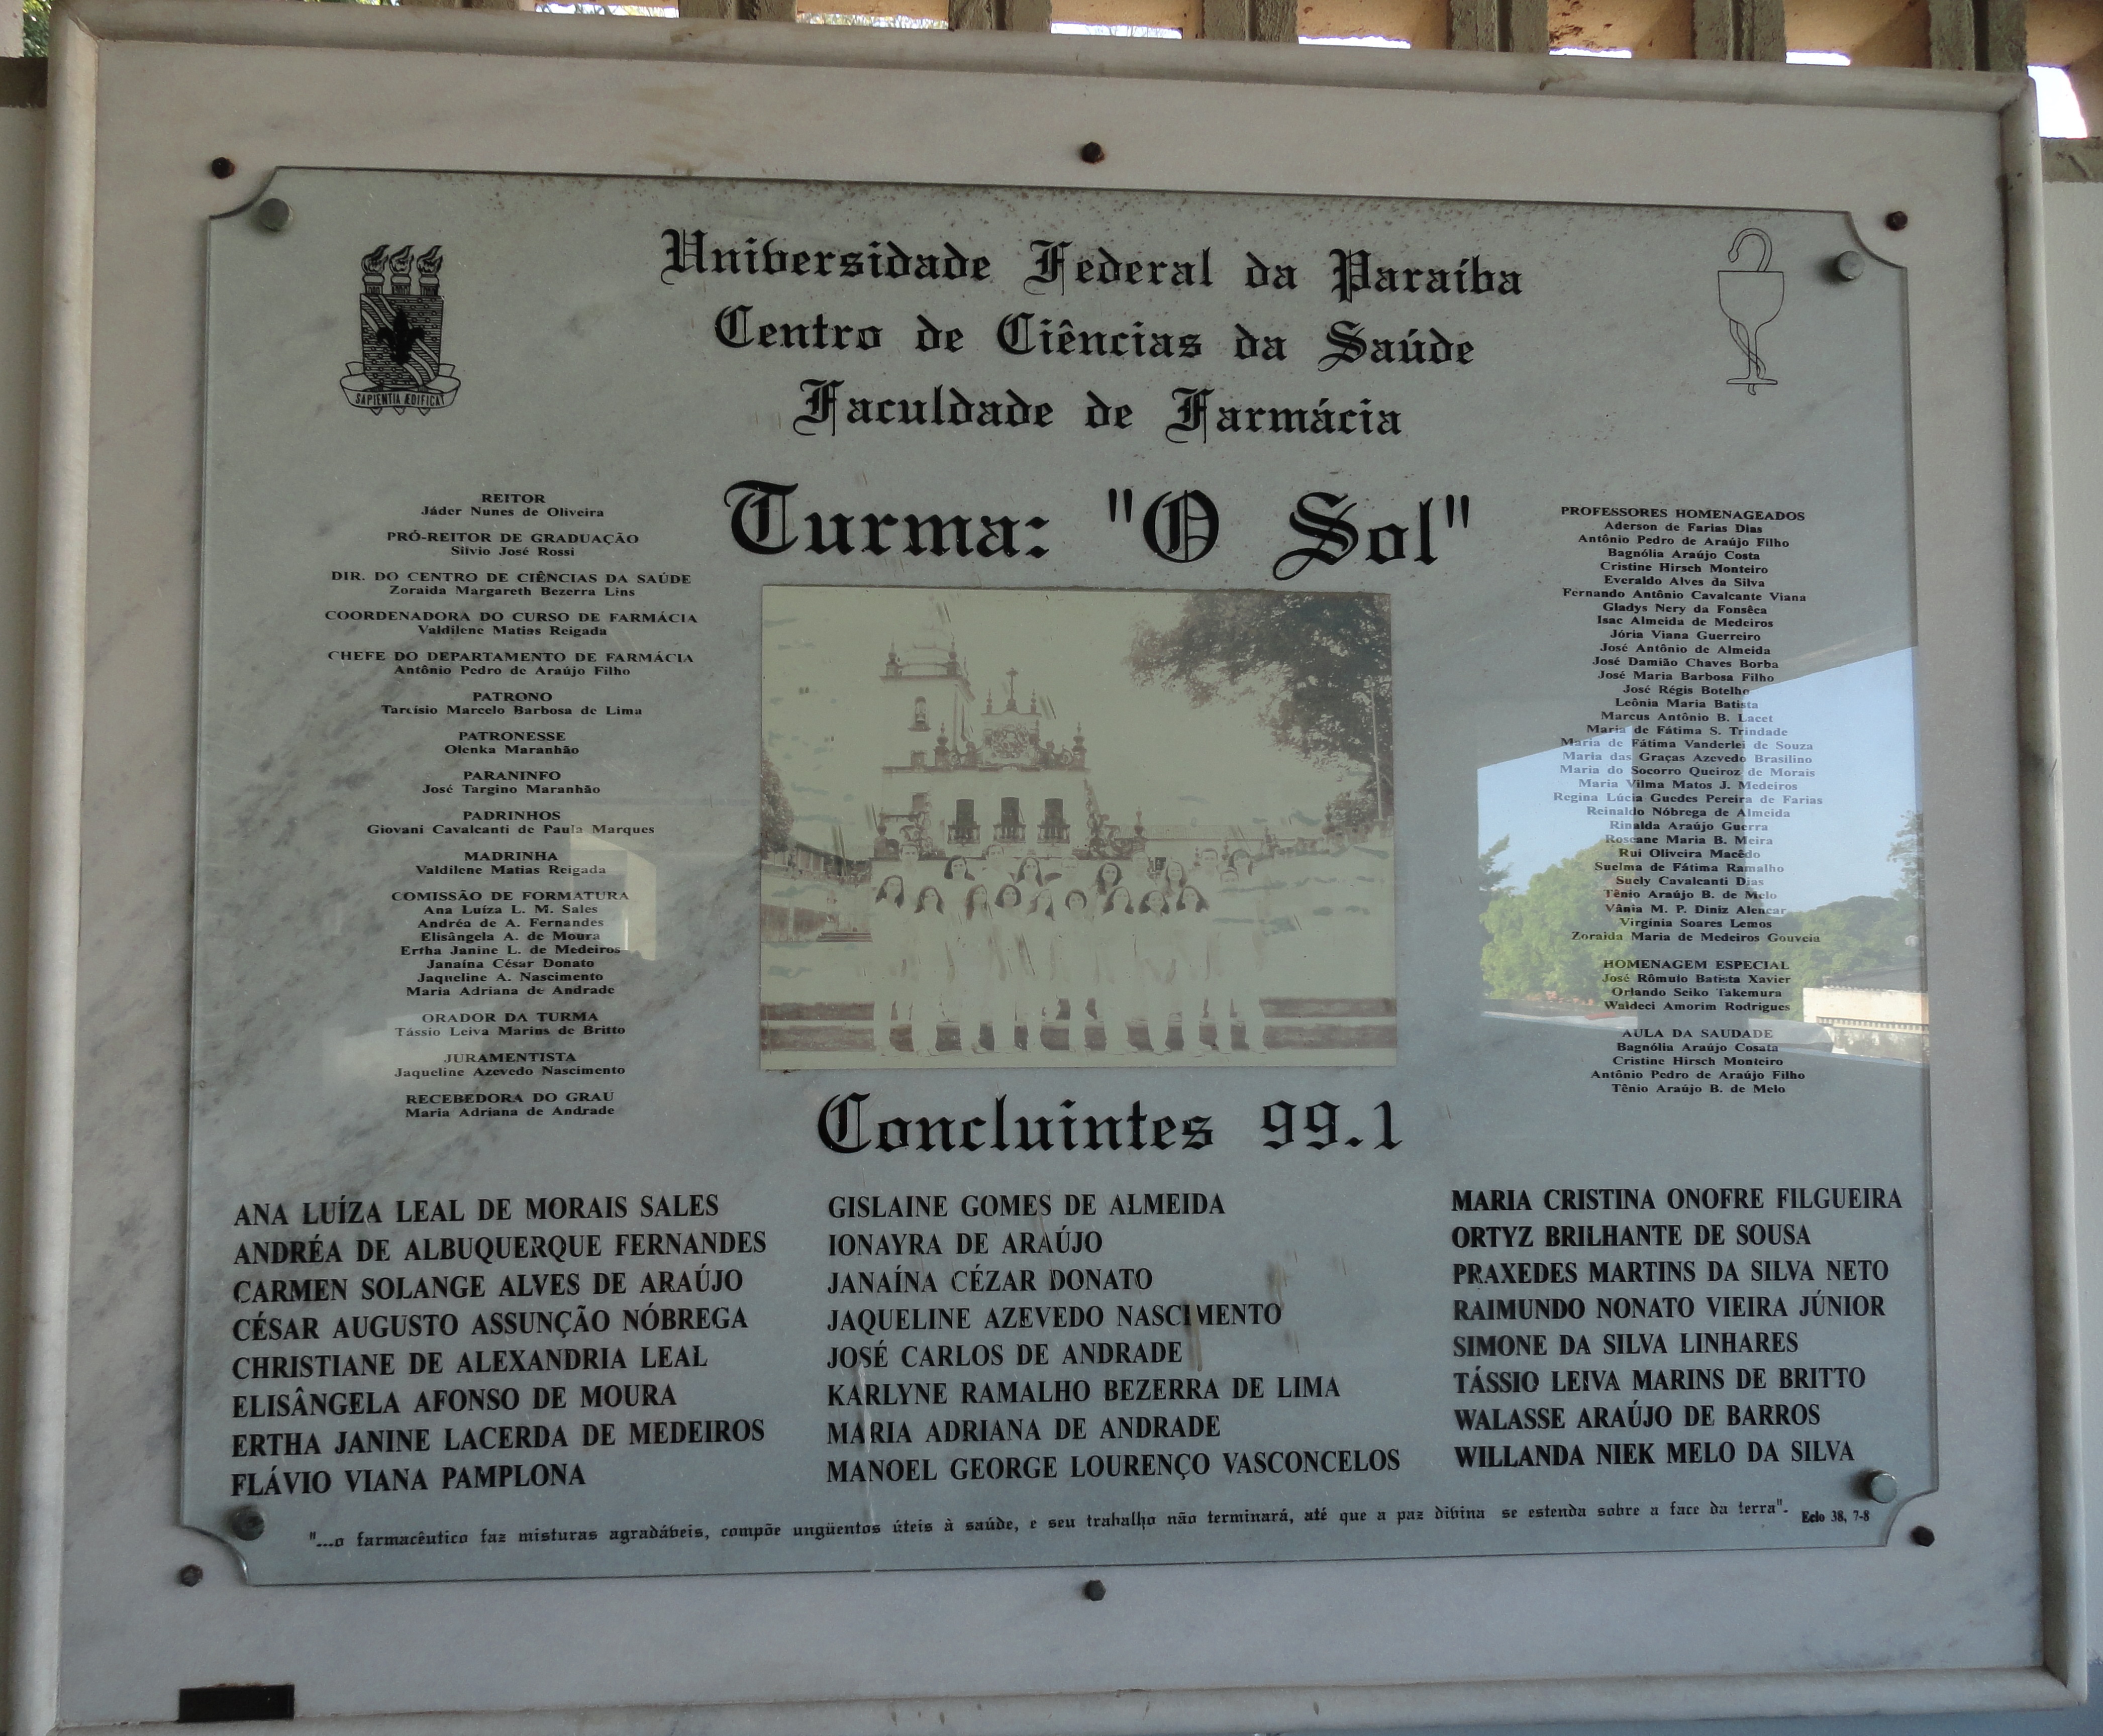 Universidade Federal da Paraíba
Centro de Ciências da Saúde
Faculdade de Farmácia
SAPIENTIA ÆDIFICAT
Turma: "O Sol"
REITOR
Jáder Nunes de Oliveira
PRÓ-REITOR DE GRADUAÇÃO
Silvio José Rossi
DIR. DO CENTRO DE CIÊNCIAS DA SAÚDE
Zoraida Margareth Bezerra Lins
COORDENADORA DO CURSO DE FARMÁCIA
Valdilene Matias Reigada
CHEFE DO DEPARTAMENTO DE FARMÁCIA
Antônio Pedro de Araújo Filho
PATRONO
Tarcísio Marcelo Barbosa de Lima
PATRONESSE
Olenka Maranhão
PARANINFO
José Targino Maranhão
PADRINHOS
Giovani Cavalcanti de Paula Marques
MADRINHA
Valdilene Matias Reigada
COMISSÃO DE FORMATURA
Ana Luíza L. M. Sales
Andréa de A. Fernandes
Elisângela A. de Moura
Ertha Janine L. de Medeiros
Janaína César Donato
Jaqueline A. Nascimento
Maria Adriana de Andrade
ORADOR DA TURMA
Tássio Leiva Marins de Britto
JURAMENTISTA
Jaqueline Azevedo Nascimento
RECEBEDORA DO GRAU
Maria Adriana de Andrade
PROFESSORES HOMENAGEADOS
Aderson de Farias Dias
Antônio Pedro de Araújo Filho
Bagnólia Araújo Costa
Cristine Hirsch Monteiro
Everaldo Alves da Silva
Fernando Antônio Cavalcante Viana
Gladys Nery da Fonsêca
Isac Almeida de Medeiros
Jória Viana Guerreiro
José Antônio de Almeida
José Damião Chaves Borba
José Maria Barbosa Filho
José Régis Botelho
Leônia Maria Batista
Marcus Antônio B. Lacet
Maria de Fátima S. Trindade
Maria de Fátima Vanderlei de Souza
Maria das Graças Azevedo Brasilino
Maria do Socorro Queiroz de Morais
Maria Vilma Matos J. Medeiros
Regina Lúcia Guedes Pereira de Farias
Reinaldo Nóbrega de Almeida
Rinalda Araújo Guerra
Roseane Maria B. Meira
Rui Oliveira Macêdo
Suelma de Fátima Ramalho
Suely Cavalcanti Dias
Tênio Araújo B. de Melo
Vânia M. P. Diniz Alencar
Virgínia Soares Lemos
Zoraida Maria de Medeiros Gouveia
HOMENAGEM ESPECIAL
José Rômulo Batista Xavier
Orlando Seiko Takemura
Waldeci Amorim Rodrigues
AULA DA SAUDADE
Bagnólia Araújo Cosata
Cristine Hirsch Monteiro
Antônio Pedro de Araújo Filho
Tênio Araújo B. de Melo
Concluintes 99.1
ANA LUÍZA LEAL DE MORAIS SALES
ANDRÉA DE ALBUQUERQUE FERNANDES
CARMEN SOLANGE ALVES DE ARAÚJO
CÉSAR AUGUSTO ASSUNÇÃO NÓBREGA
CHRISTIANE DE ALEXANDRIA LEAL
ELISÂNGELA AFONSO DE MOURA
ERTHA JANINE LACERDA DE MEDEIROS
FLÁVIO VIANA PAMPLONA
GISLAINE GOMES DE ALMEIDA
IONAYRA DE ARAÚJO
JANAÍNA CÉZAR DONATO
JAQUELINE AZEVEDO NASCIMENTO
JOSÉ CARLOS DE ANDRADE
KARLYNE RAMALHO BEZERRA DE LIMA
MARIA ADRIANA DE ANDRADE
MANOEL GEORGE LOURENÇO VASCONCELOS
MARIA CRISTINA ONOFRE FILGUEIRA
ORTYZ BRILHANTE DE SOUSA
PRAXEDES MARTINS DA SILVA NETO
RAIMUNDO NONATO VIEIRA JÚNIOR
SIMONE DA SILVA LINHARES
TÁSSIO LEIVA MARINS DE BRITTO
WALASSE ARAÚJO DE BARROS
WILLANDA NIEK MELO DA SILVA
"...o farmacêutico faz misturas agradáveis, compõe ungüentos úteis à saúde, e seu trabalho não terminará, até que a paz divina se estenda sobre a face da terra". Eclo 38, 7-8